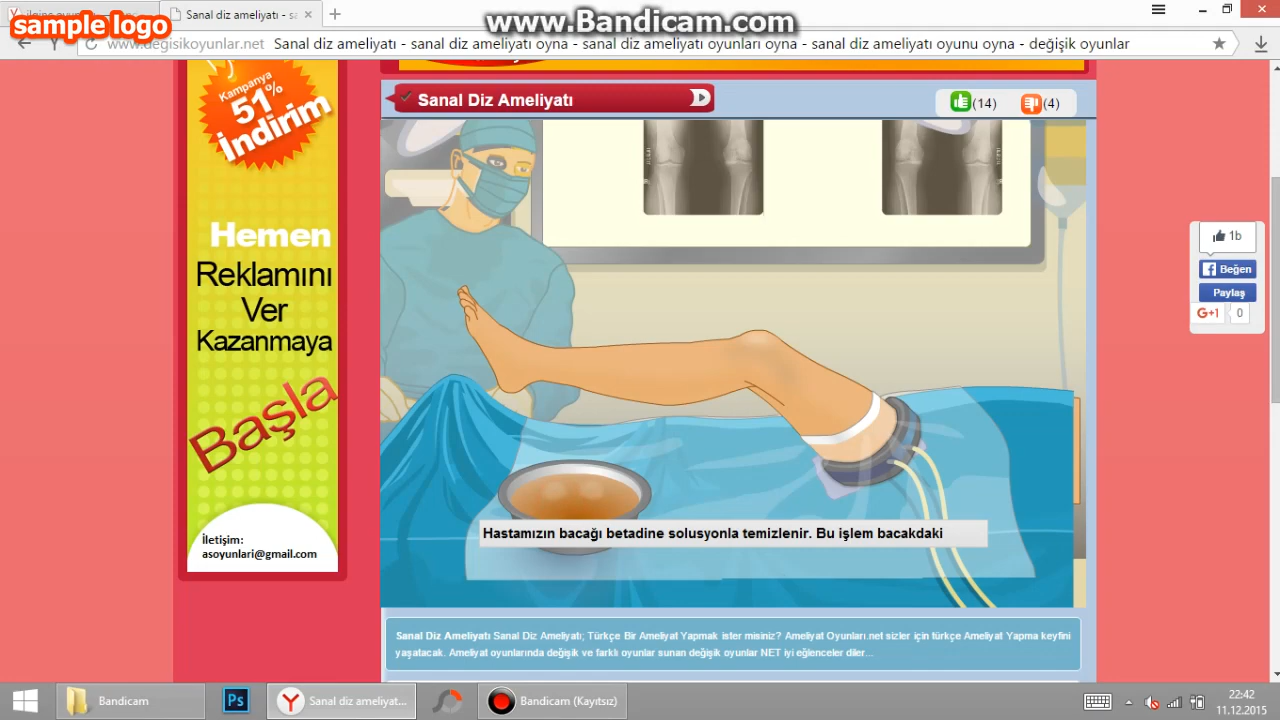 www.Bandicam.com
sample logo
Sanal diz ameliyatı - sa
www.degisikoyunlar.net Sanal diz ameliyatı - sanal diz ameliyatı oyna - sanal diz ameliyatı oyunları oyna - sanal diz ameliyatı oyunu oyna - değişik oyunlar
Kampanya
51%
İndirim
Hemen
Reklamını
Ver
Kazanmaya
Başla
İletişim:
asoyunlari@gmail.com
Sanal Diz Ameliyatı
(14)
(4)
1b
Beğen
Paylaş
G+1 0
Hastamızın bacağı betadine solusyonla temizlenir. Bu işlem bacakdaki
Sanal Diz Ameliyatı Sanal Diz Ameliyatı; Türkçe Bir Ameliyat Yapmak ister misiniz? Ameliyat Oyunları.net sizler için türkçe Ameliyat Yapma keyfini
yaşatacak. Ameliyat oyunlarında değişik ve farklı oyunlar sunan değişik oyunlar NET iyi eğlenceler diler...
Bandicam
Ps
Sanal diz ameliyat...
Bandicam (Kayıtsız)
22:42
11.12.2015